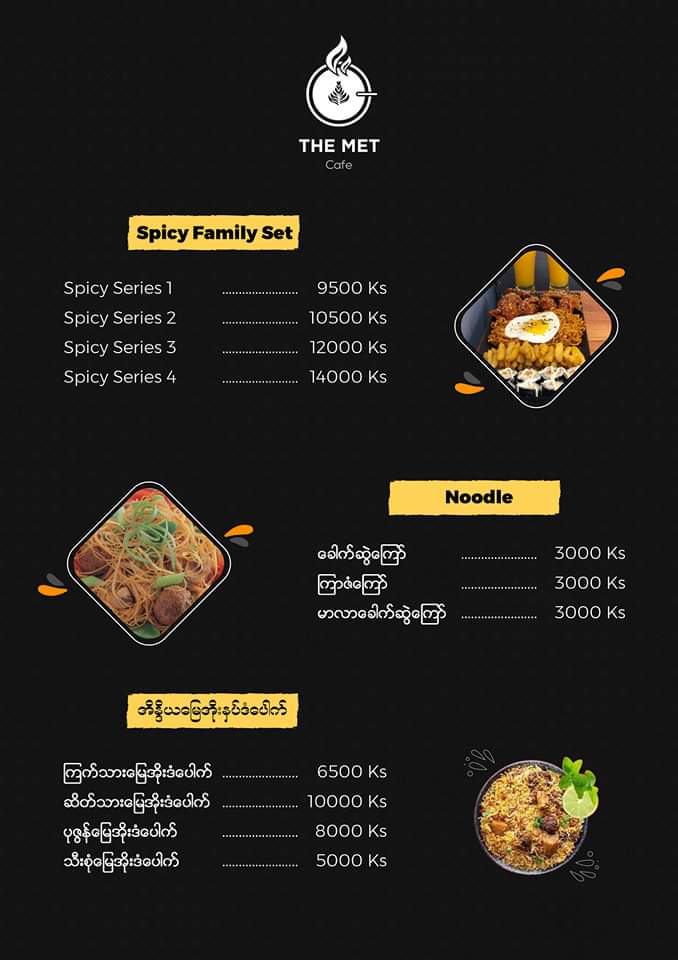 THE MET
Cafe
Spicy Family Set
Spicy Series 1 ....................... 9500 Ks
Spicy Series 2 ....................... 10500 Ks
Spicy Series 3 ....................... 12000 Ks
Spicy Series 4 ....................... 14000 Ks
Noodle
ခေါက်ဆွဲကြော် ....................... 3000 Ks
ကြာဇံကြော် ....................... 3000 Ks
မာလာခေါက်ဆွဲကြော် ....................... 3000 Ks
အိန္ဒိယမြေအိုးနှပ်ဒံပေါက်
ကြက်သားမြေအိုးဒံပေါက် ....................... 6500 Ks
ဆိတ်သားမြေအိုးဒံပေါက် ....................... 10000 Ks
ပုဇွန်မြေအိုးဒံပေါက် ....................... 8000 Ks
သီးစုံမြေအိုးဒံပေါက် ....................... 5000 Ks